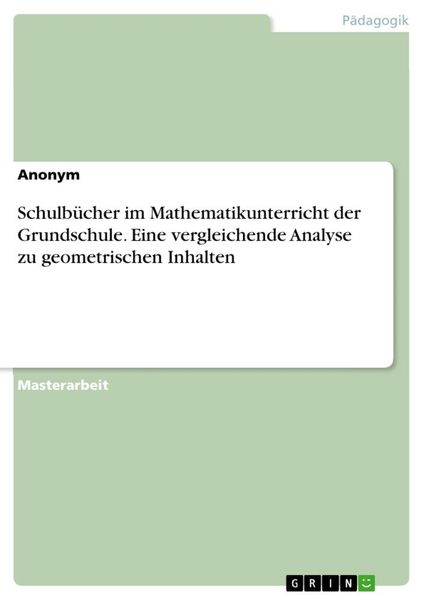 Pädagogik
Anonym
Schulbücher im Mathematikunterricht der
Grundschule. Eine vergleichende Analyse
zu geometrischen Inhalten
Masterarbeit
GRIN